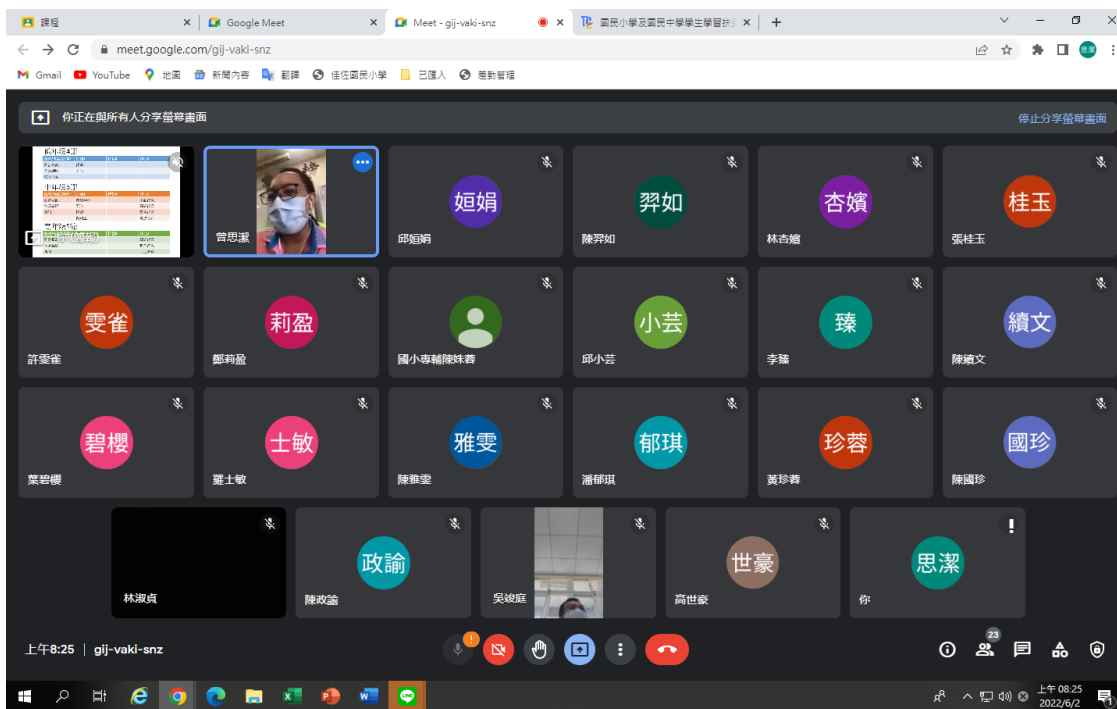 課程
Google Meet
Meet - gij-vaki-snz
國民小學及國民中學學生學習扶
meet.google.com/gij-vaki-snz
思潔
Gmail
YouTube
地圖
新聞內容
翻譯
佳佐國民小學
已匯入
差勤管理
你正在與所有人分享螢幕畫面
停止分享螢幕畫面
曾思潔
姮娟
邱姮娟
羿如
陳羿如
杏嬪
林杏嬪
桂玉
張桂玉
雯雀
許雯雀
莉盈
鄭莉盈
國小專輔陳姝蓉
小芸
邱小芸
臻
李臻
續文
陳續文
碧櫻
葉碧櫻
士敏
羅士敏
雅雯
陳雅雯
郁琪
潘郁琪
珍蓉
黃珍蓉
國珍
陳國珍
林淑貞
政諭
陳政諭
吳竣庭
世豪
高世豪
思潔
你
上午8:25 | gij-vaki-snz
23
上午 08:25
2022/6/2